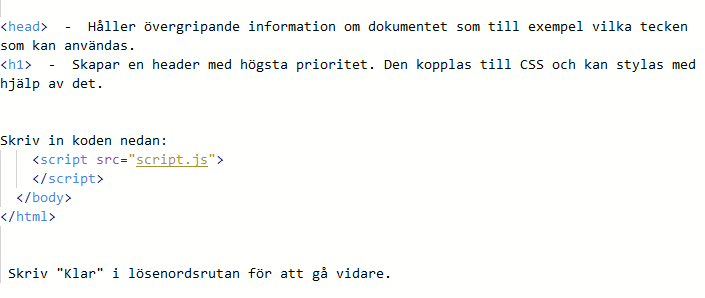 <head>  -  Håller övergripande information om dokumentet som till exempel vilka tecken
som kan användas.
<h1>  -  Skapar en header med högsta prioritet. Den kopplas till CSS och kan stylas med
hjälp av det.
Skriv in koden nedan:
    <script src="script.js">
    </script>
  </body>
</html>
 Skriv "Klar" i lösenordsrutan för att gå vidare.